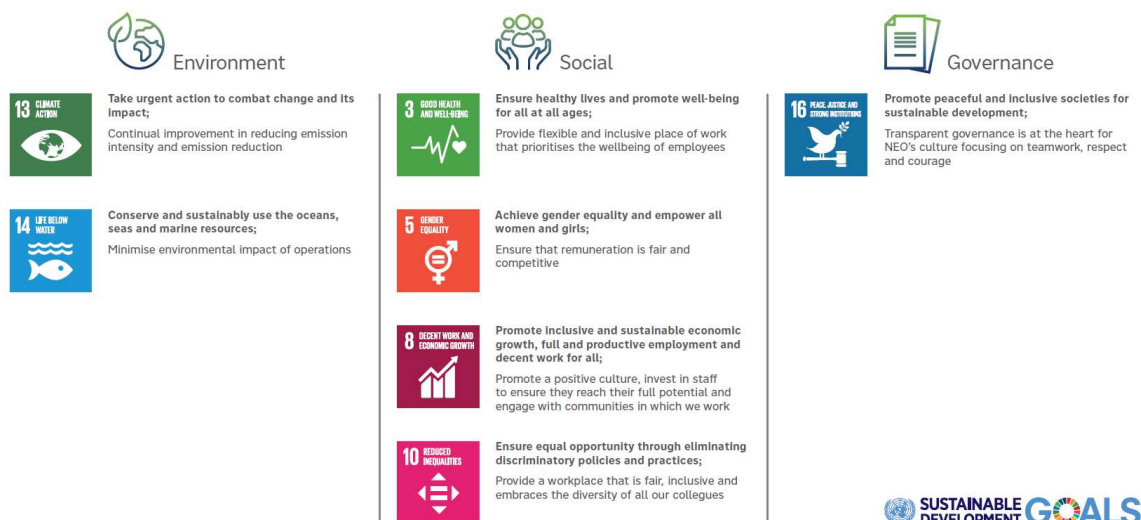 Environment
13 CLIMATE
ACTION
Take urgent action to combat change and its
impact;
Continual improvement in reducing emission
intensity and emission reduction
14 LIFE BELOW
WATER
Conserve and sustainably use the oceans,
seas and marine resources;
Minimise environmental impact of operations
Social
3 GOOD HEALTH
AND WELL-BEING
Ensure healthy lives and promote well-being
for all at all ages;
Provide flexible and inclusive place of work
that prioritises the wellbeing of employees
5 GENDER
EQUALITY
Achieve gender equality and empower all
women and girls;
Ensure that remuneration is fair and
competitive
8 DECENT WORK AND
ECONOMIC GROWTH
Promote inclusive and sustainable economic
growth, full and productive employment and
decent work for all;
Promote a positive culture, invest in staff
to ensure they reach their full potential and
engage with communities in which we work
10 REDUCED
INEQUALITIES
Ensure equal opportunity through eliminating
discriminatory policies and practices;
Provide a workplace that is fair, inclusive and
embraces the diversity of all our collegues
Governance
16 PEACE, JUSTICE AND
STRONG INSTITUTIONS
Promote peaceful and inclusive societies for
sustainable development;
Transparent governance is at the heart for
NEO's culture focusing on teamwork, respect
and courage
SUSTAINABLE
DEVELOPMENT GOALS